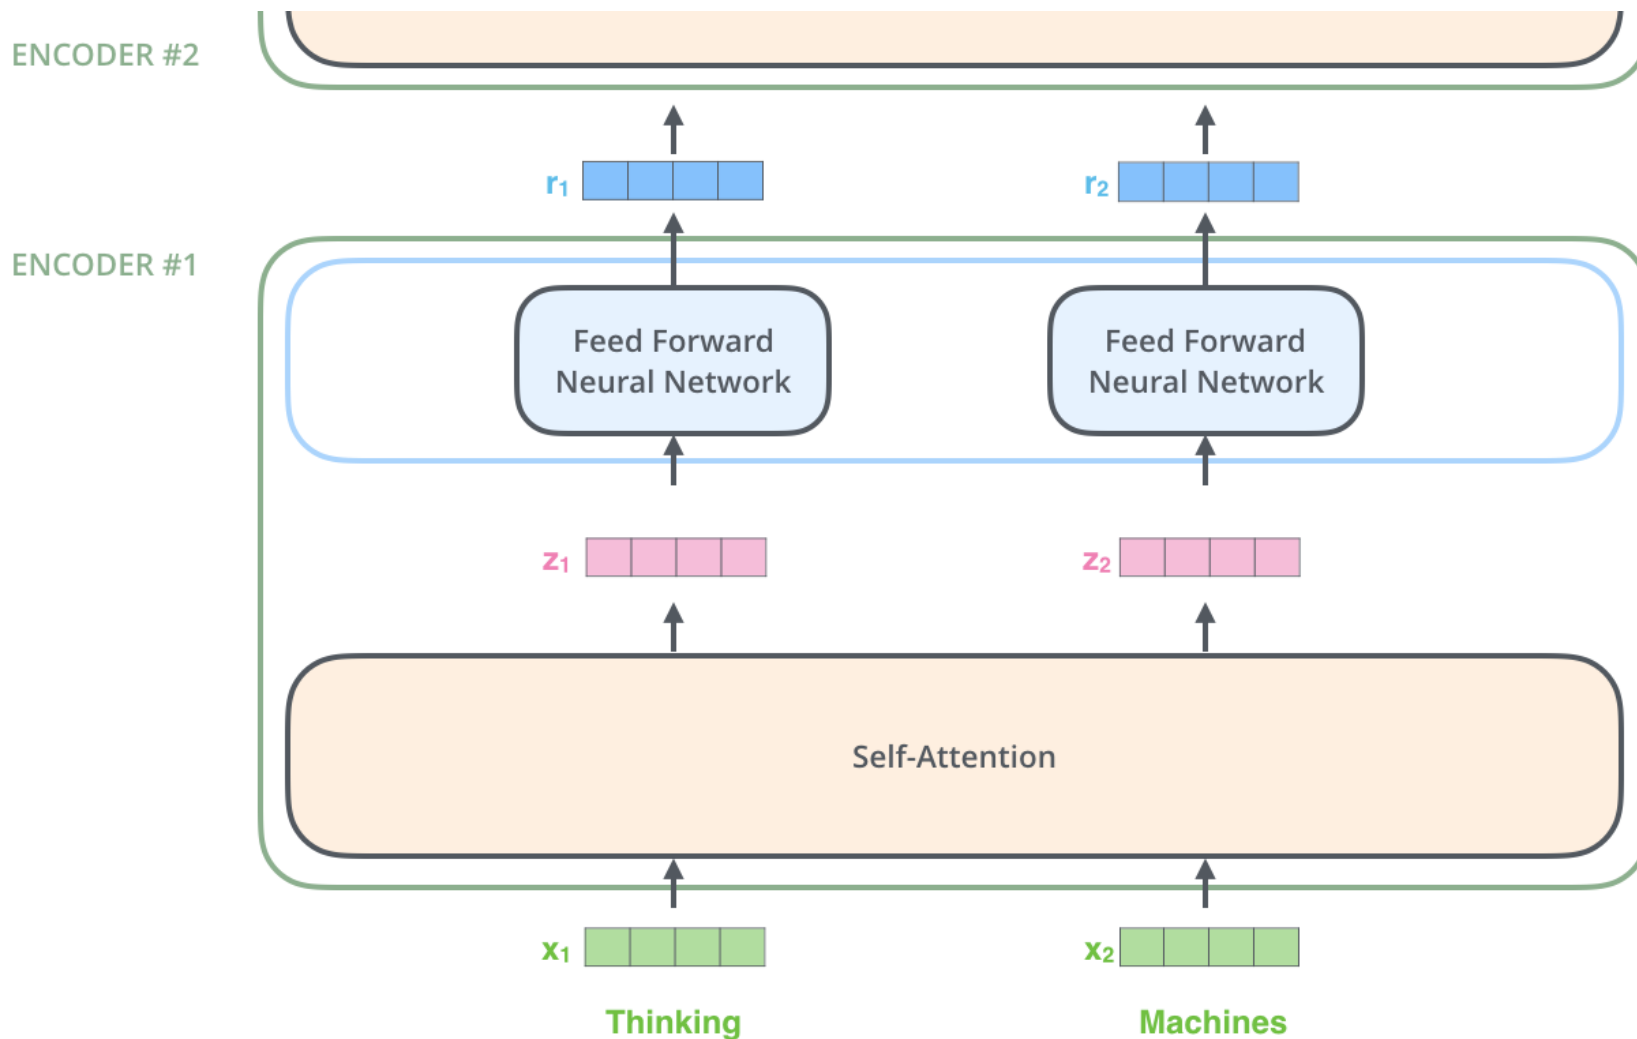 ENCODER #2
r₁
r₂
ENCODER #1
Feed Forward
Neural Network
Feed Forward
Neural Network
z₁
z₂
Self-Attention
x₁
x₂
Thinking
Machines